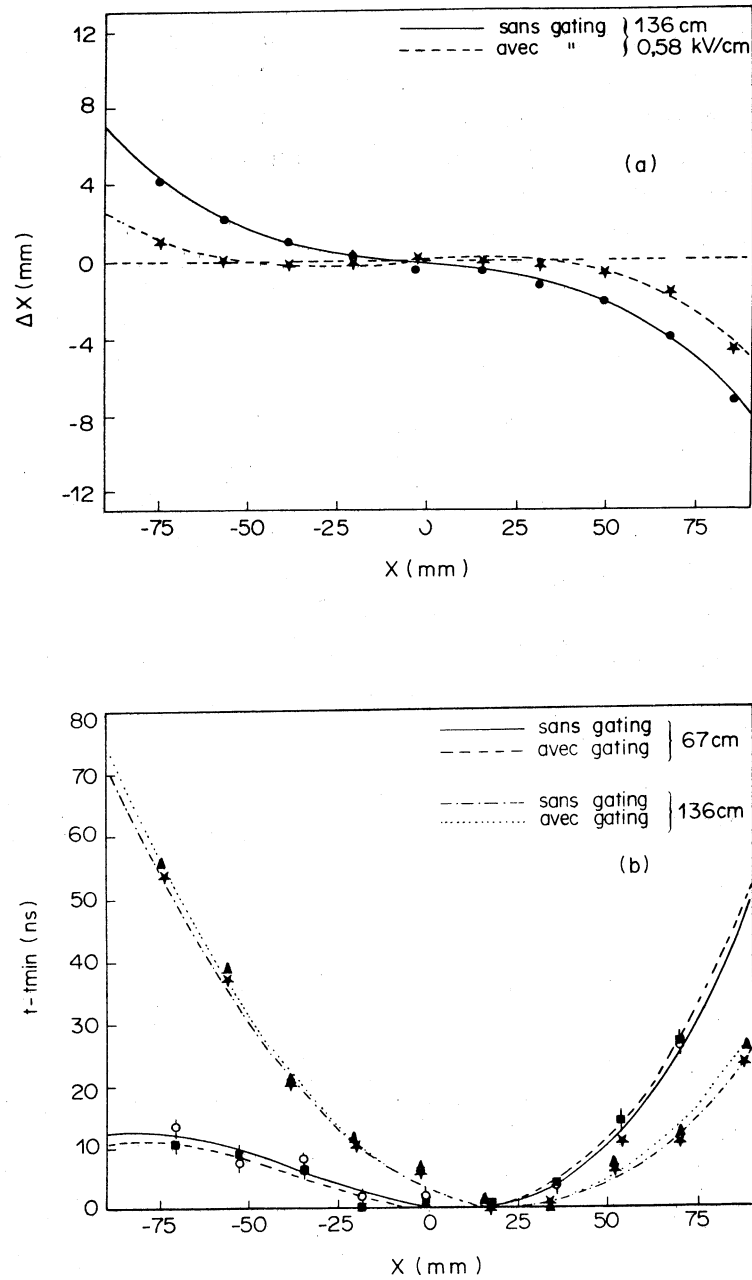 sans gating } 136 cm
avec " } 0,58 kV/cm
(a)
12
8
4
0
-4
-8
-12
ΔX (mm)
-75 -50 -25 0 25 50 75
X (mm)
80
70
60
50
40
30
20
10
0
t-tmin (ns)
sans gating
avec gating } 67cm
sans gating
avec gating } 136cm
(b)
-75 -50 -25 0 25 50 75
X (mm)